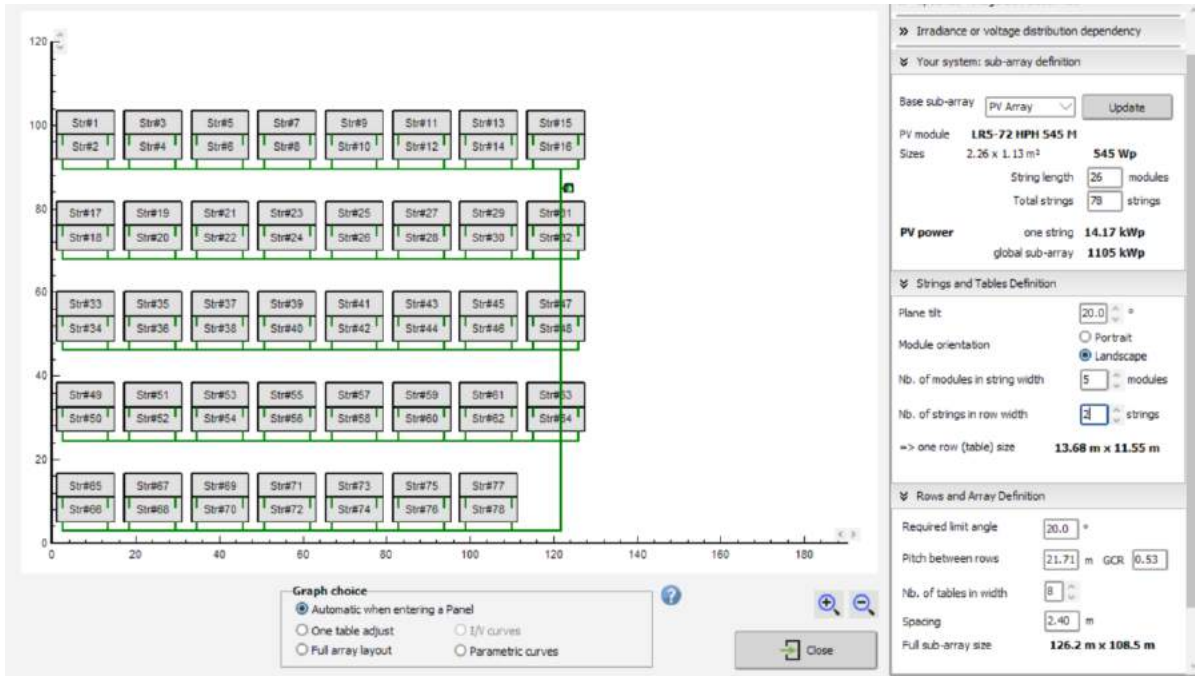 Irradiance or voltage distribution dependency
Your system: sub-array definition
Base sub-array PV Array Update
PV module LR5-72 HPH 545 M
Sizes 2.26 x 1.13 m² 545 Wp
String length 26 modules
Total strings 78 strings
PV power one string 14.17 kWp
global sub-array 1105 kWp
Strings and Tables Definition
Plane tilt 20.0 °
Module orientation Portrait
Landscape
Nb. of modules in string width 5 modules
Nb. of strings in row width 2 strings
=> one row (table) size 13.68 m x 11.55 m
Rows and Array Definition
Required limit angle 20.0 °
Pitch between rows 21.71 m GCR 0.53
Nb. of tables in width 8
Spacing 2.40 m
Full sub-array size 126.2 m x 108.5 m
120
100
80
60
40
20
0
Str#1 Str#3 Str#5 Str#7 Str#9 Str#11 Str#13 Str#15
Str#2 Str#4 Str#6 Str#8 Str#10 Str#12 Str#14 Str#16
Str#17 Str#19 Str#21 Str#23 Str#25 Str#27 Str#29 Str#31
Str#18 Str#20 Str#22 Str#24 Str#26 Str#28 Str#30 Str#32
Str#33 Str#35 Str#37 Str#39 Str#41 Str#43 Str#45 Str#47
Str#34 Str#36 Str#38 Str#40 Str#42 Str#44 Str#46 Str#48
Str#49 Str#51 Str#53 Str#55 Str#57 Str#59 Str#61 Str#63
Str#50 Str#52 Str#54 Str#56 Str#58 Str#60 Str#62 Str#64
Str#65 Str#67 Str#69 Str#71 Str#73 Str#75 Str#77
Str#66 Str#68 Str#70 Str#72 Str#74 Str#76 Str#78
0 20 40 60 80 100 120 140 160 180
Graph choice
Automatic when entering a Panel
One table adjust I/V curves
Full array layout Parametric curves
Close